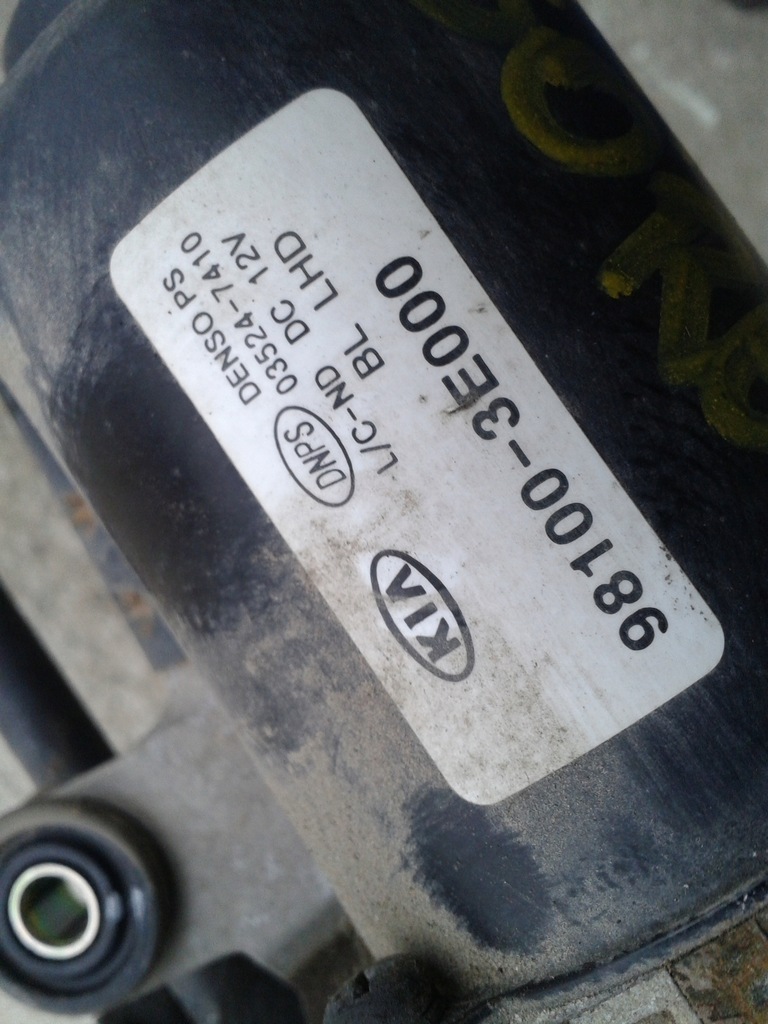 98100-3E000
KIA
BL LHD
L/C-ND DC 12V
DNPS 03524-7410
DENSO PS